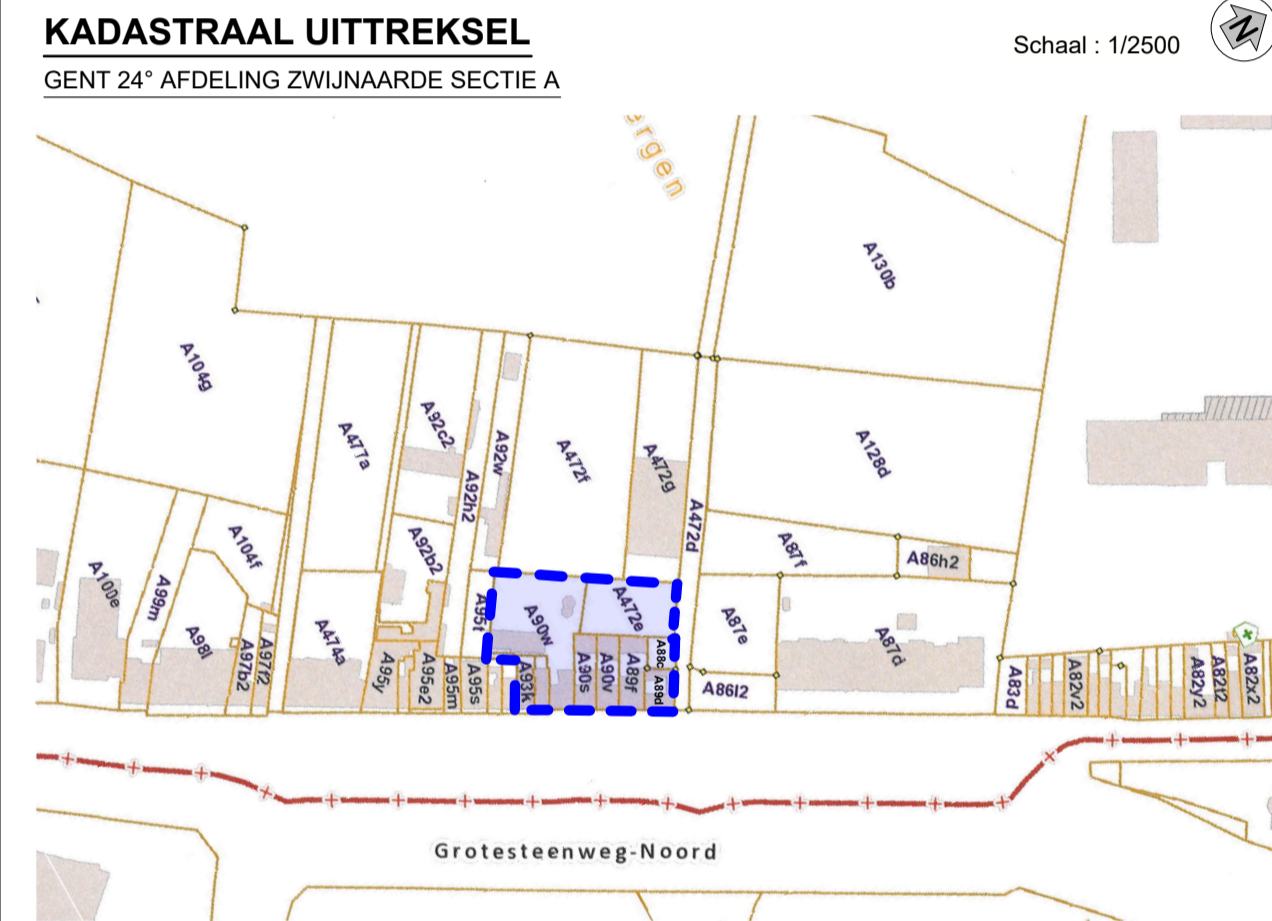 KADASTRAAL UITTREKSEL
Schaal : 1/2500
N
GENT 24° AFDELING ZWIJNAARDE SECTIE A
ergen
A130b
A104g
A477a
A92c2
A92w
A92h2
A472f
A472g
A472d
A128d
A87f
A86h2
A104f
A92b2
A100e
A99m
A98l
A97b2
A97f2
A474a
A95y
A95e2
A95m
A95s
A95t
A90w
A472e
A93k
A90s
A90v
A89f
A88c
A89d
A87e
A86l2
A87d
A83d
A82v2
A82y2
A82t2
A82x2
Grotesteenweg-Noord